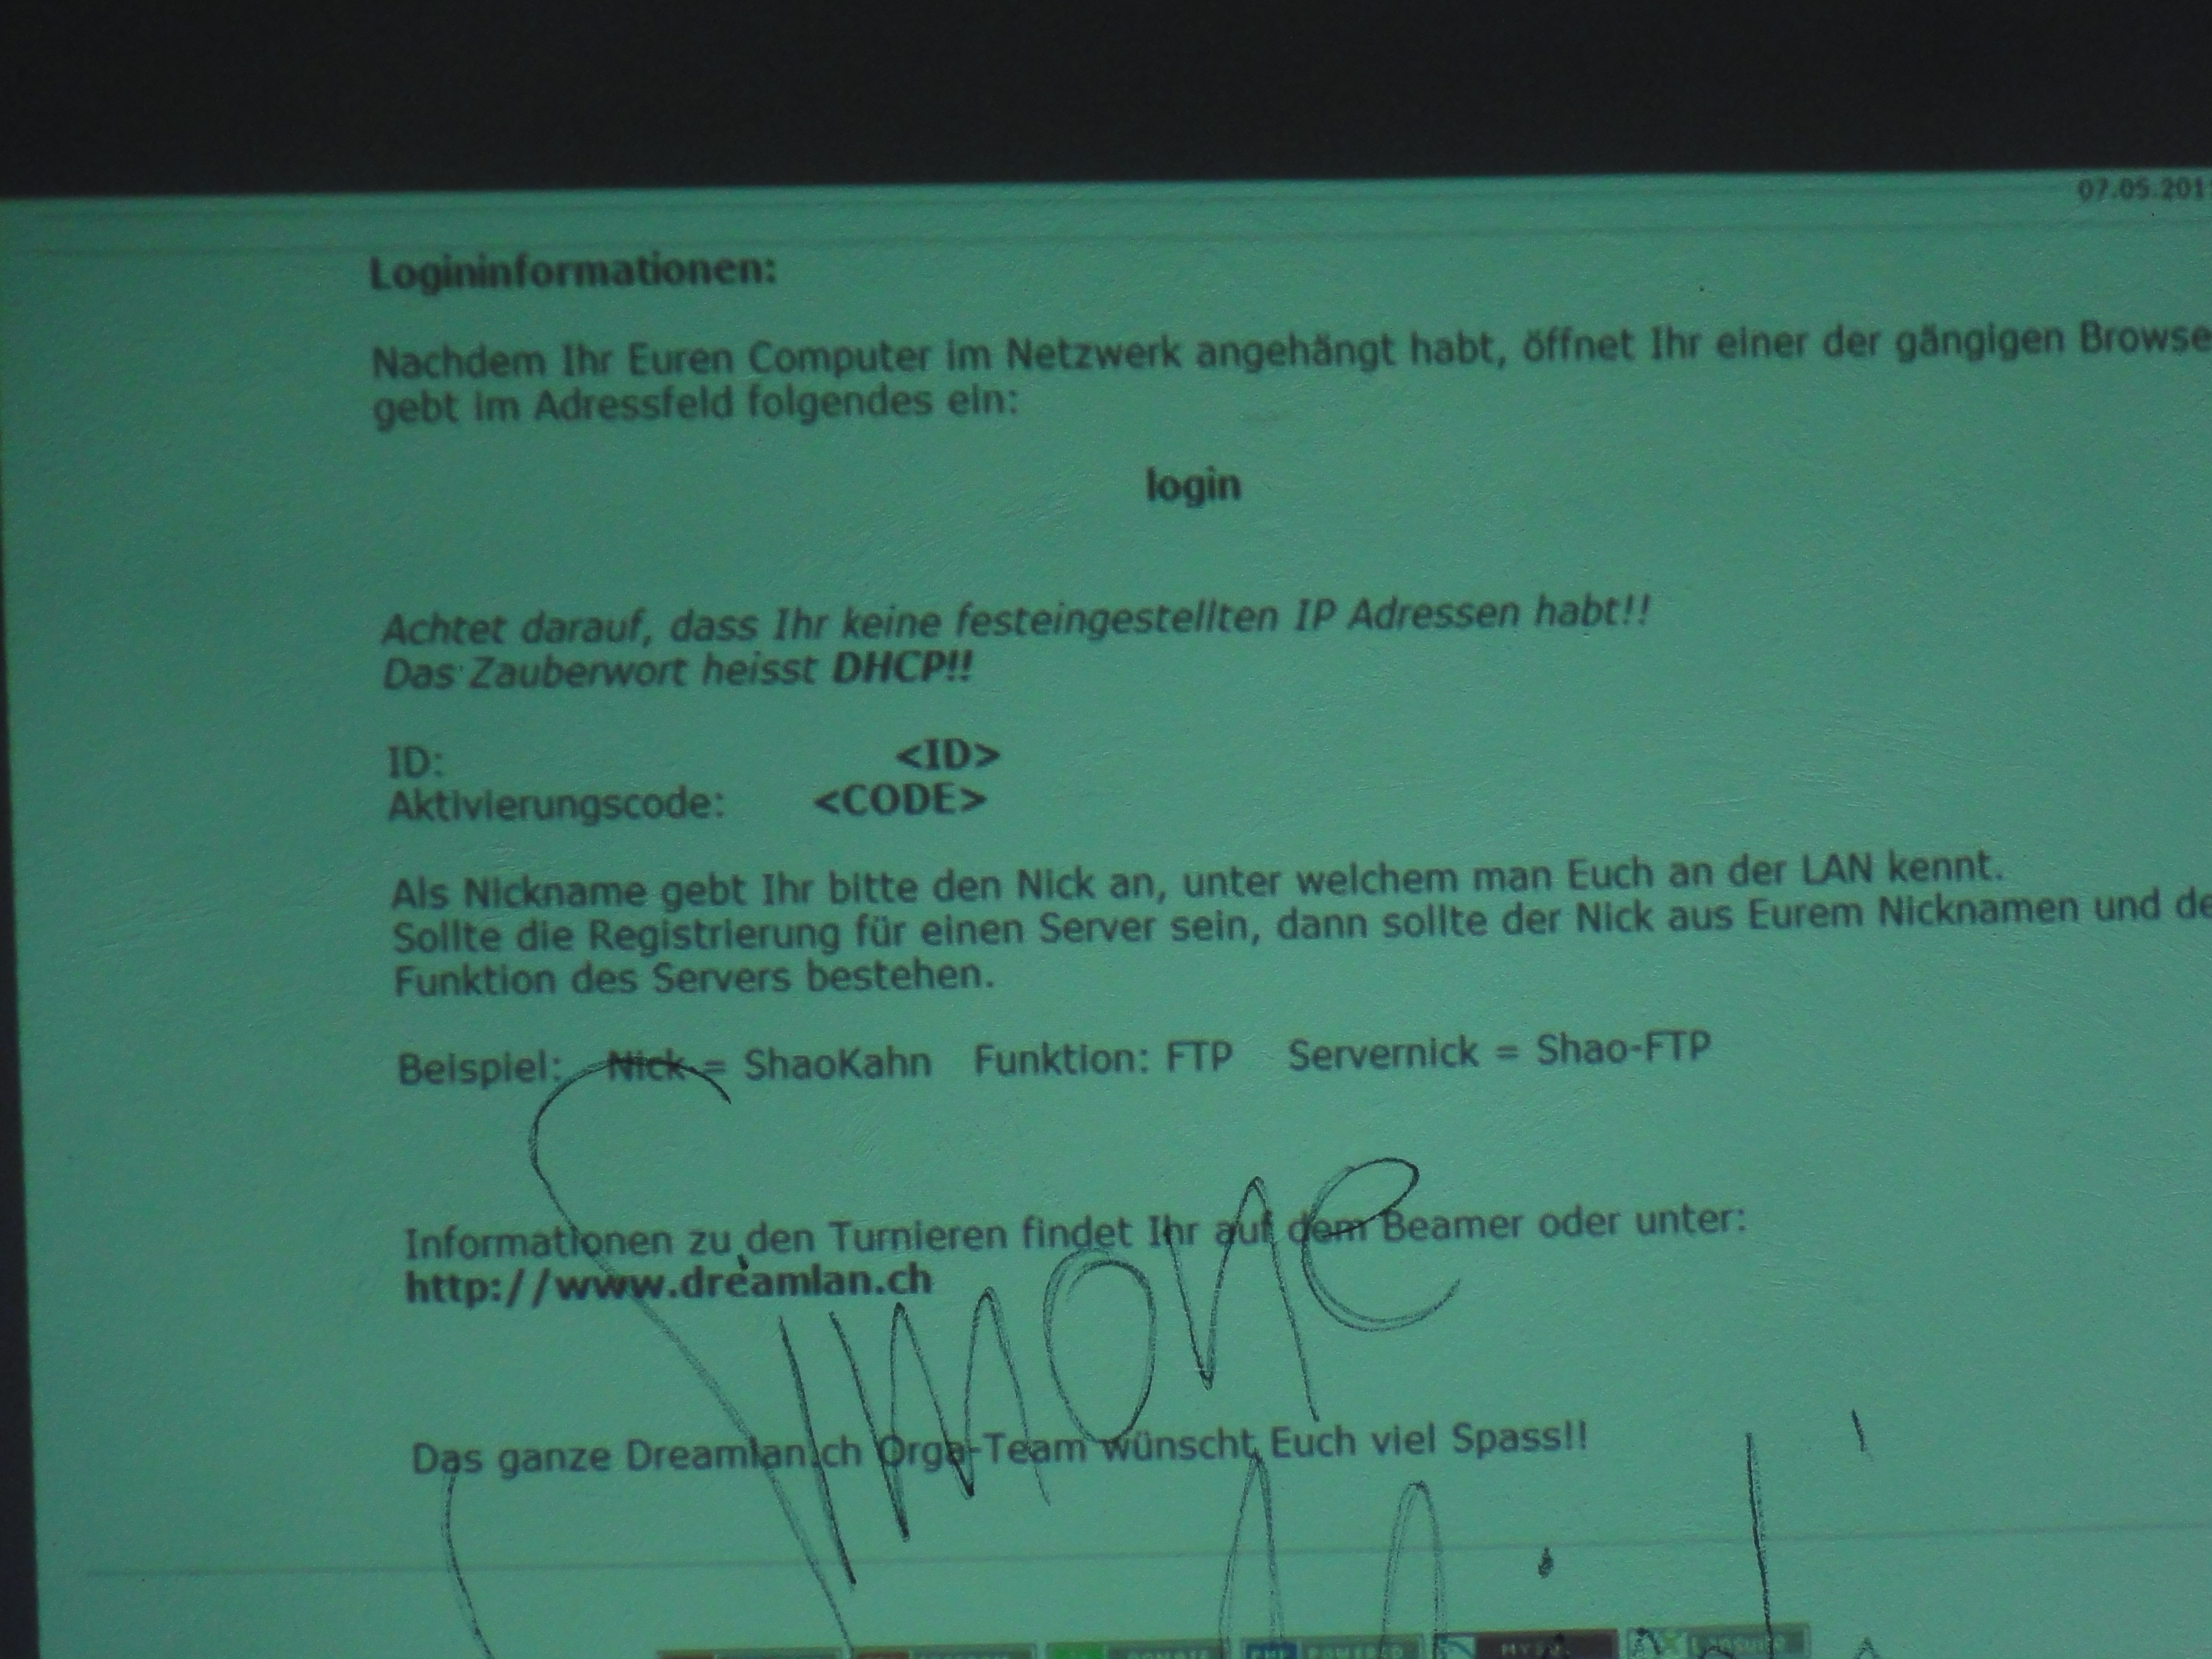 07.05.201
Logininformationen:
Nachdem Ihr Euren Computer im Netzwerk angehängt habt, öffnet Ihr einer der gängigen Browse
gebt im Adressfeld folgendes ein:
login
Achtet darauf, dass Ihr keine festeingestellten IP Adressen habt!!
Das Zauberwort heisst DHCP!!
ID: <ID>
Aktivierungscode: <CODE>
Als Nickname gebt Ihr bitte den Nick an, unter welchem man Euch an der LAN kennt.
Sollte die Registrierung für einen Server sein, dann sollte der Nick aus Eurem Nicknamen und de
Funktion des Servers bestehen.
Beispiel: Nick = ShaoKahn Funktion: FTP Servernick = Shao-FTP
Simone
Informationen zu den Turnieren findet Ihr auf dem Beamer oder unter:
http://www.dreamlan.ch
Das ganze Dreamlan.ch Orga-Team wünscht Euch viel Spass!!
PHP POWERED Lansuite